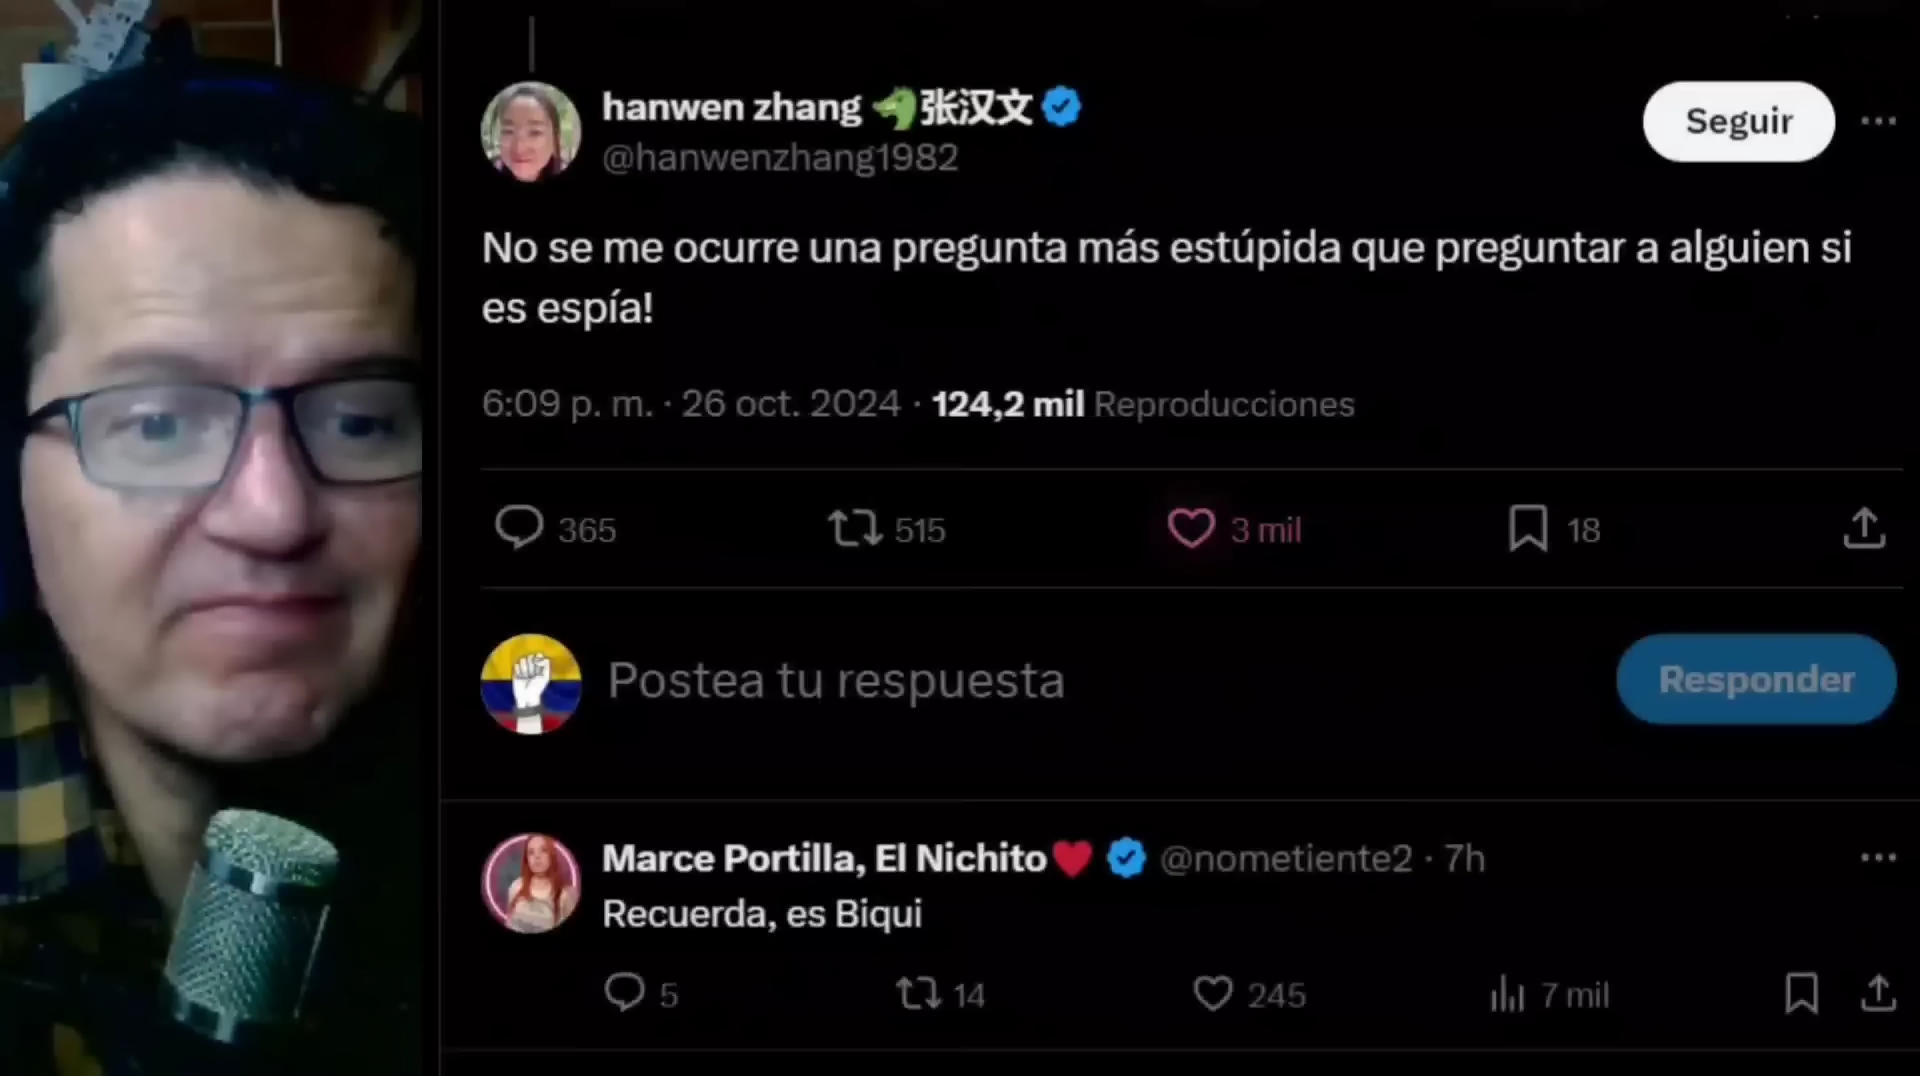 hanwen zhang 张汉文
@hanwenzhang1982
Seguir
No se me ocurre una pregunta más estúpida que preguntar a alguien si
es espía!
6:09 p. m. · 26 oct. 2024 · 124,2 mil Reproducciones
365 515 3 mil 18
Postea tu respuesta
Responder
Marce Portilla, El Nichito @nometiente2 · 7h
Recuerda, es Biqui
5 14 245 7 mil